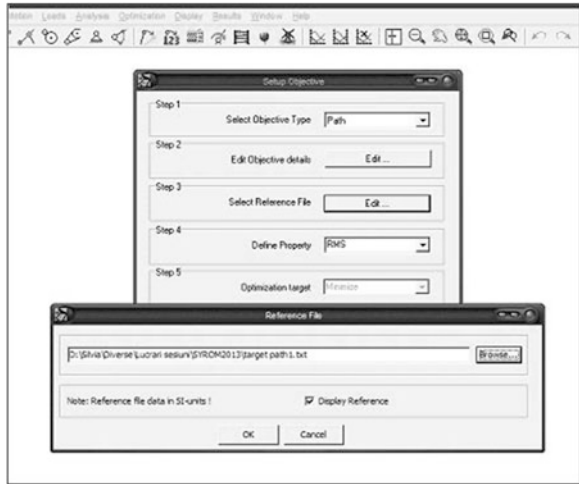 Motion Loads Analysis Optimization Display Results Window Help
Setup Objective
Step 1
Select Objective Type Path
Step 2
Edit Objective details Edit ...
Step 3
Select Reference File Edit ...
Step 4
Define Property RMS
Step 5
Optimization target Minimize
Reference File
D:\Silvia\Diverse\Lucrari sesiuni\SYROM2013\target path1.txt Browse...
Note: Reference file data in SI-units ! Display Reference
OK Cancel